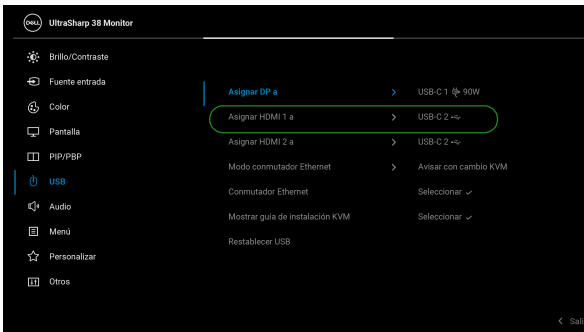 DELL UltraSharp 38 Monitor
Brillo/Contraste
Fuente entrada
Color
Pantalla
PIP/PBP
USB
Audio
Menú
Personalizar
Otros
Asignar DP a > USB-C 1 90W
Asignar HDMI 1 a > USB-C 2
Asignar HDMI 2 a > USB-C 2
Modo conmutador Ethernet > Avisar con cambio KVM
Conmutador Ethernet Seleccionar ✓
Mostrar guía de instalación KVM Seleccionar ✓
Restablecer USB
< Sali